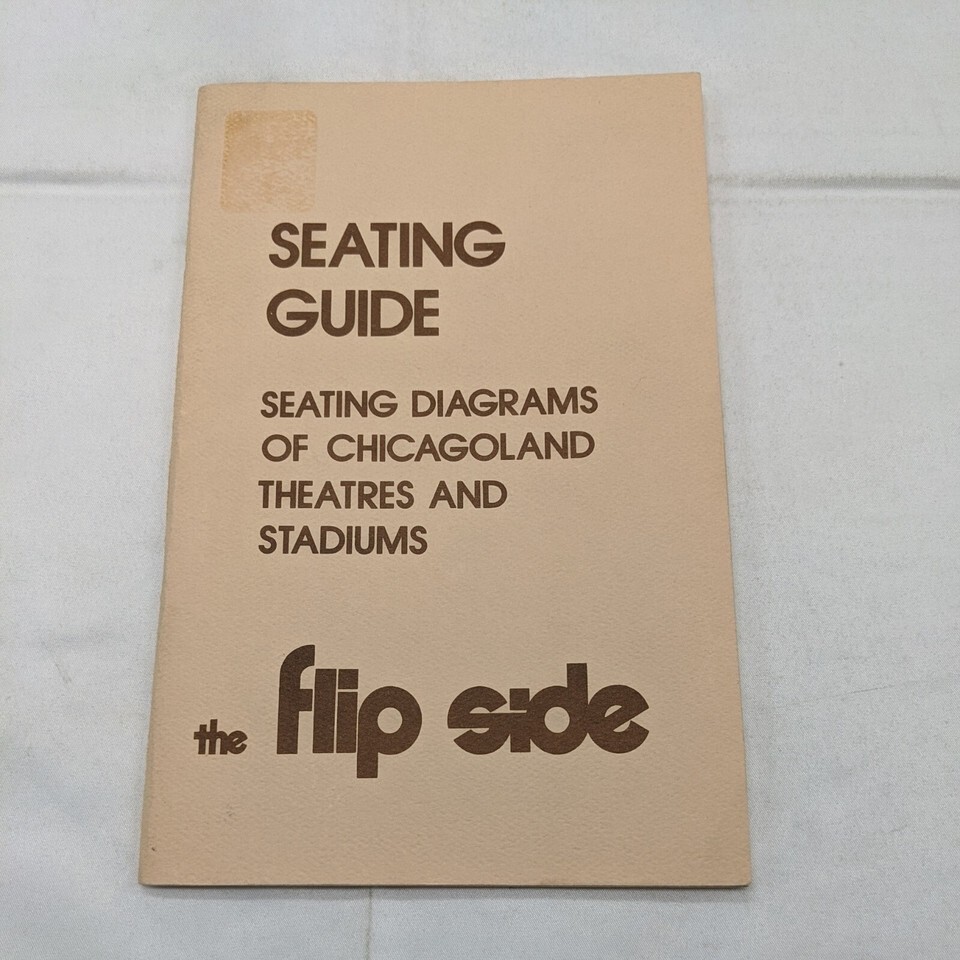 SEATING
GUIDE
SEATING DIAGRAMS
OF CHICAGOLAND
THEATRES AND
STADIUMS
the flip side